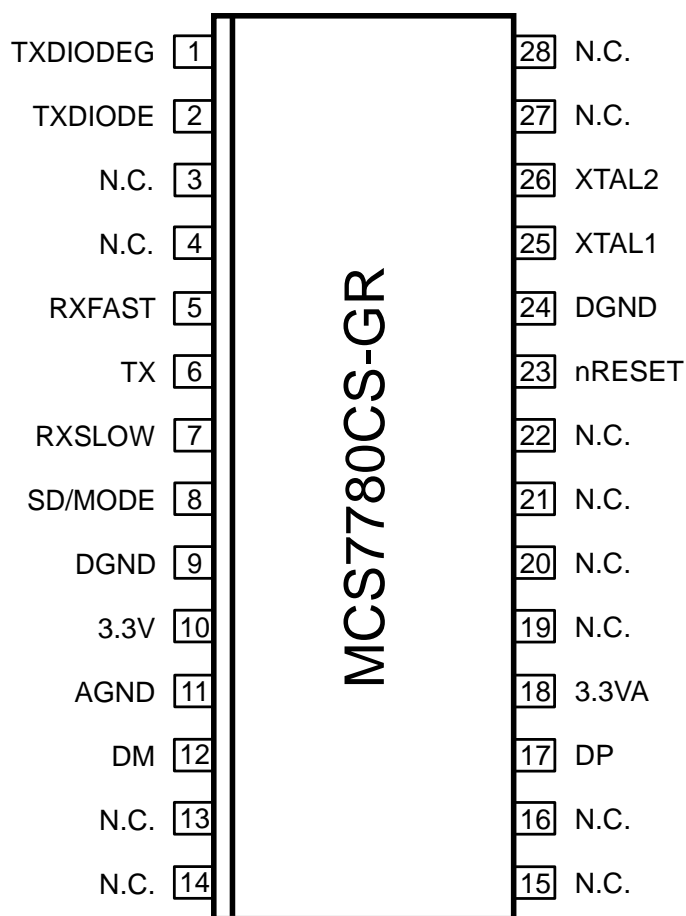 TXDIODEG 1
TXDIODE 2
N.C. 3
N.C. 4
RXFAST 5
TX 6
RXSLOW 7
SD/MODE 8
DGND 9
3.3V 10
AGND 11
DM 12
N.C. 13
N.C. 14
MCS7780CS-GR
28 N.C.
27 N.C.
26 XTAL2
25 XTAL1
24 DGND
23 nRESET
22 N.C.
21 N.C.
20 N.C.
19 N.C.
18 3.3VA
17 DP
16 N.C.
15 N.C.